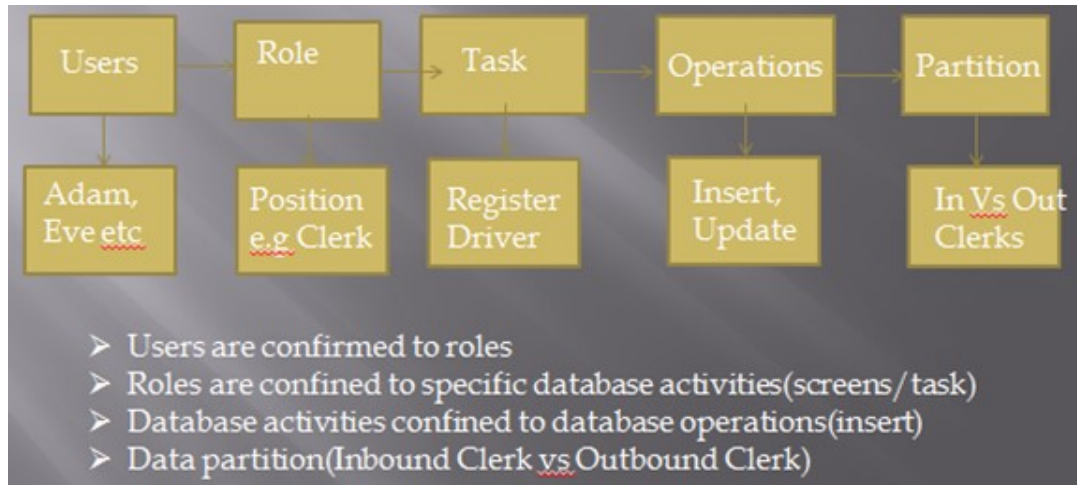 Users
Role
Task
Operations
Partition
Adam,
Eve etc
Position
e.g Clerk
Register
Driver
Insert,
Update
In Vs Out
Clerks
➢ Users are confirmed to roles
➢ Roles are confined to specific database activities(screens/task)
➢ Database activities confined to database operations(insert)
➢ Data partition(Inbound Clerk vs Outbound Clerk)